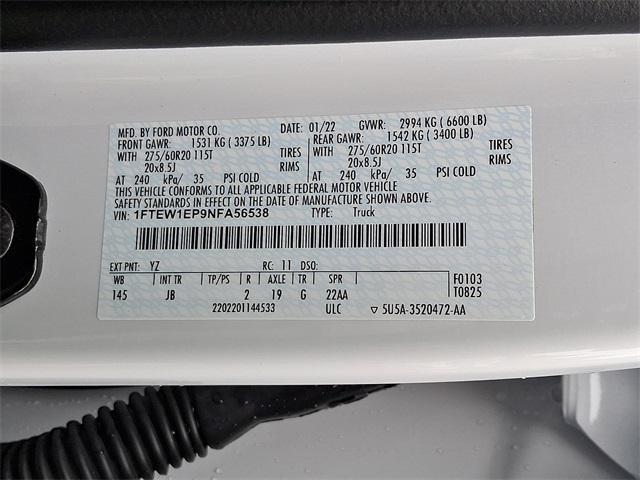 MFD. BY FORD MOTOR CO. DATE: 01/22 GVWR: 2994 KG ( 6600 LB)
FRONT GAWR: 1531 KG ( 3375 LB) REAR GAWR: 1542 KG ( 3400 LB)
WITH 275/60R20 115T TIRES WITH 275/60R20 115T TIRES
20x8.5J RIMS 20x8.5J RIMS
AT 240 kPa/ 35 PSI COLD AT 240 kPa/ 35 PSI COLD
THIS VEHICLE CONFORMS TO ALL APPLICABLE FEDERAL MOTOR VEHICLE
SAFETY STANDARDS IN EFFECT ON THE DATE OF MANUFACTURE SHOWN ABOVE.
VIN: 1FTEW1EP9NFA56538 TYPE: Truck
EXT PNT: YZ RC: 11 DSO:
WB INT TR TP/PS R AXLE TR SPR F0103
145 JB 2 19 G 22AA T0825
2202201144533 ULC 5U5A-3520472-AA